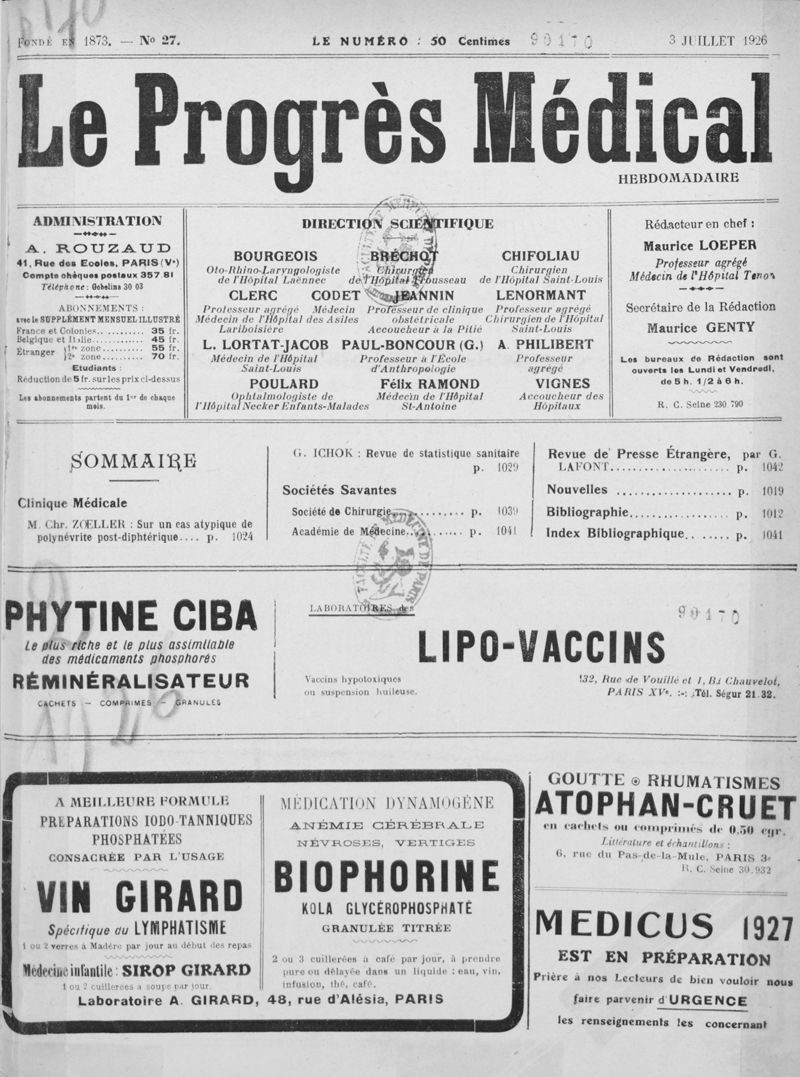 FONDÉ EN 1873. — No 27.
LE NUMÉRO : 50 Centimes
90170
3 JUILLET 1926
Le Progrès Médical
HEBDOMADAIRE
ADMINISTRATION
A. ROUZAUD
41, Rue des Ecoles, PARIS (Ve)
Compte chèques postaux 357 81
Téléphone : Gobelins 30 03
ABONNEMENTS :
avec le SUPPLÉMENT MENSUEL ILLUSTRÉ
France et Colonies........... 35 fr.
Belgique et Italie........... 45 fr.
Étranger 1re zone.......... 55 fr.
2e zone.......... 70 fr.
Etudiants :
Réduction de 5 fr. sur les prix ci-dessus
Les abonnements partent du 1er de chaque
mois.
DIRECTION SCIENTIFIQUE
BOURGEOIS BRÉCHOT CHIFOLIAU
Oto-Rhino-Laryngologiste Chirurgien Chirurgien
de l'Hôpital Laënnec de l'Hôpital Trousseau de l'Hôpital Saint-Louis
CLERC CODET JEANNIN LENORMANT
Professeur agrégé Médecin Professeur de clinique Professeur agrégé
Médecin de l'Hôpital des Asiles obstétricale Chirurgien de l'Hôpital
Lariboisière Accoucheur à la Pitié Saint-Louis
L. LORTAT-JACOB PAUL-BONCOUR (G.) A. PHILIBERT
Médecin de l'Hôpital Professeur à l'École Professeur
Saint-Louis d'Anthropologie agrégé
POULARD Félix RAMOND VIGNES
Ophtalmologiste de Médecin de l'Hôpital Accoucheur des
l'Hôpital Necker Enfants-Malades St-Antoine Hôpitaux
Rédacteur en chef :
Maurice LOEPER
Professeur agrégé
Médecin de l'Hôpital Tenon
Secrétaire de la Rédaction
Maurice GENTY
Les bureaux de Rédaction sont
ouverts les Lundi et Vendredi,
de 5 h. 1/2 à 6 h.
R. C. Seine 230 790
SOMMAIRE
Clinique Médicale
M. Chr. ZŒLLER : Sur un cas atypique de
polynévrite post-diphtérique.... p. 1024
G. ICHOK : Revue de statistique sanitaire
p. 1029
Sociétés Savantes
Société de Chirurgie............... p. 1039
Académie de Médecine............ p. 1041
Revue de Presse Étrangère, par G.
LAFONT...................... p. 1042
Nouvelles .................. p. 1019
Bibliographie................ p. 1012
Index Bibliographique........ p. 1041
FACULTÉ DE MÉDECINE DE PARIS
PHYTINE CIBA
Le plus riche et le plus assimilable
des médicaments phosphorés
RÉMINÉRALISATEUR
CACHETS — COMPRIMÉS — GRANULÉS
LABORATOIRES des
90170
LIPO-VACCINS
Vaccins hypotoxiques
ou suspension huileuse.
132, Rue de Vouillé et 1, Bd Chauvelot,
PARIS XVe. :-: Tél. Ségur 21.32.
A MEILLEURE FORMULE
PRÉPARATIONS IODO-TANNIQUES
PHOSPHATÉES
CONSACRÉE PAR L'USAGE
VIN GIRARD
Spécifique du LYMPHATISME
1 ou 2 verres à Madère par jour au début des repas
Médecine infantile : SIROP GIRARD
1 ou 2 cuillerées à soupe par jour.
MÉDICATION DYNAMOGÈNE
ANÉMIE CÉRÉBRALE
NÉVROSES, VERTIGES
BIOPHORINE
KOLA GLYCÉROPHOSPHATÉ
GRANULÉE TITRÉE
2 ou 3 cuillerées à café par jour, à prendre
pure ou délayée dans un liquide : eau, vin,
infusion, thé, café.
Laboratoire A. GIRARD, 48, rue d'Alésia, PARIS
GOUTTE RHUMATISMES
ATOPHAN-CRUET
en cachets ou comprimés de 0.50 cgr.
Littérature et échantillons :
6, rue du Pas-de-la-Mule, PARIS 3e
R. C. Seine 30.932
MEDICUS 1927
EST EN PRÉPARATION
Prière à nos Lecteurs de bien vouloir nous
faire parvenir d'URGENCE
les renseignements les concernant